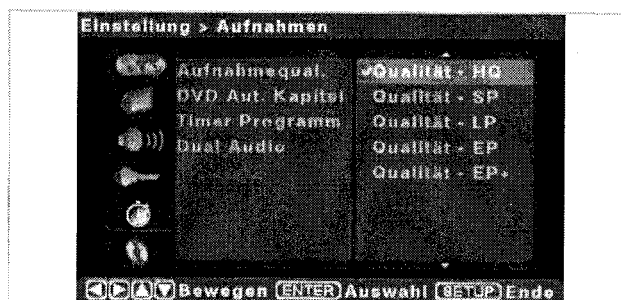 Einstellung > Aufnahmen
Aufnahmequal.
DVD Aut. Kapitel
Timer Programm
Dual Audio
✓Qualität - HQ
Qualität - SP
Qualität - LP
Qualität - EP
Qualität - EP+
◀▶▲▼Bewegen (ENTER)Auswahl (SETUP)Ende